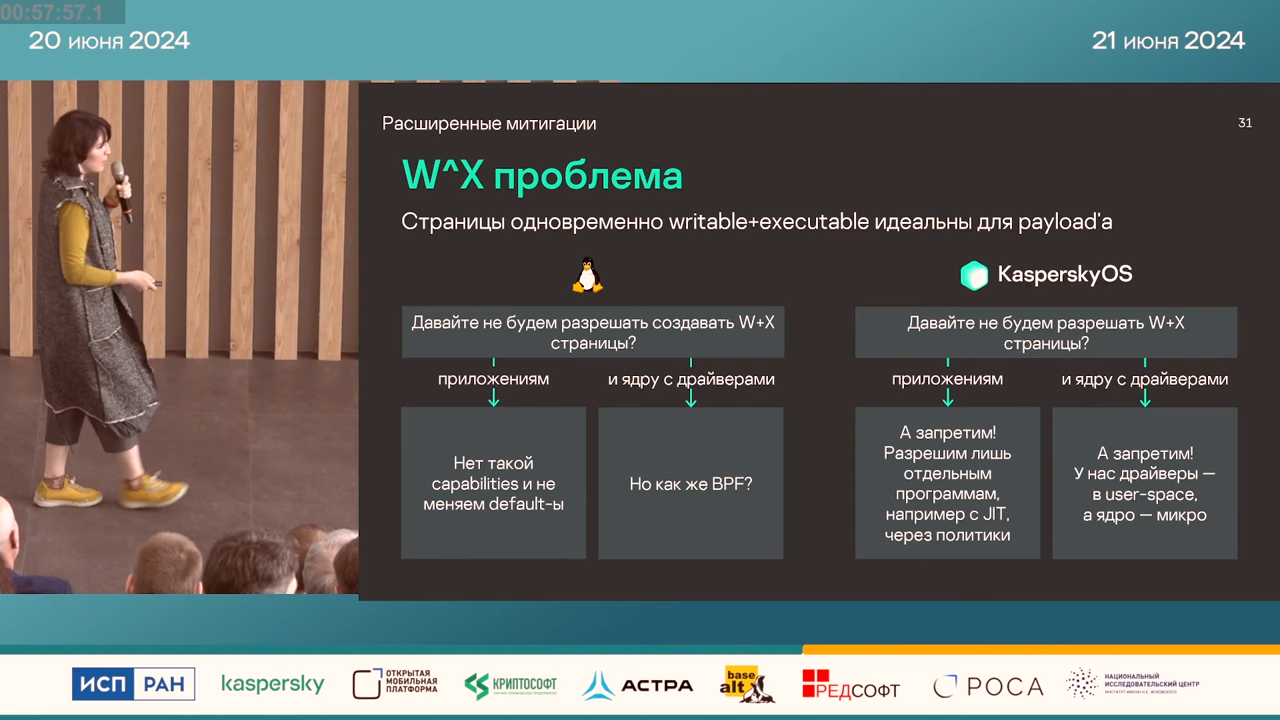 00:57:57.1
20 июня 2024
21 июня 2024
Расширенные митигации
31
W^X проблема
Страницы одновременно writable+executable идеальны для payload'а
KasperskyOS
Давайте не будем разрешать создавать W+X
страницы?
приложениям
и ядру с драйверами
Нет такой
capabilities и не
меняем default-ы
Но как же BPF?
Давайте не будем разрешать W+X
страницы?
приложениям
и ядру с драйверами
А запретим!
Разрешим лишь
отдельным
программам,
например с JIT,
через политики
А запретим!
У нас драйверы —
в user-space,
а ядро — микро
ИСП РАН
kaspersky
ОТКРЫТАЯ
МОБИЛЬНАЯ
ПЛАТФОРМА
КРИПТОСОФТ
АСТРА
base
alt
РЕДСОФТ
РОСА
НАЦИОНАЛЬНЫЙ
ИССЛЕДОВАТЕЛЬСКИЙ ЦЕНТР